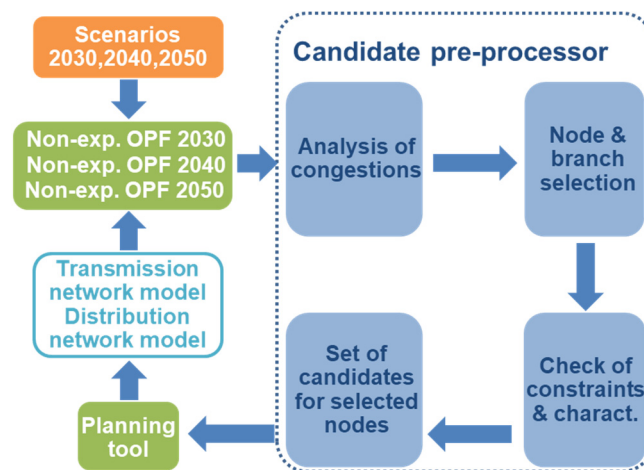 Scenarios
2030,2040,2050
Candidate pre-processor
Non-exp. OPF 2030
Non-exp. OPF 2040
Non-exp. OPF 2050
Analysis of
congestions
Node &
branch
selection
Transmission
network model
Distribution
network model
Set of
candidates
for selected
nodes
Check of
constraints
& charact.
Planning
tool